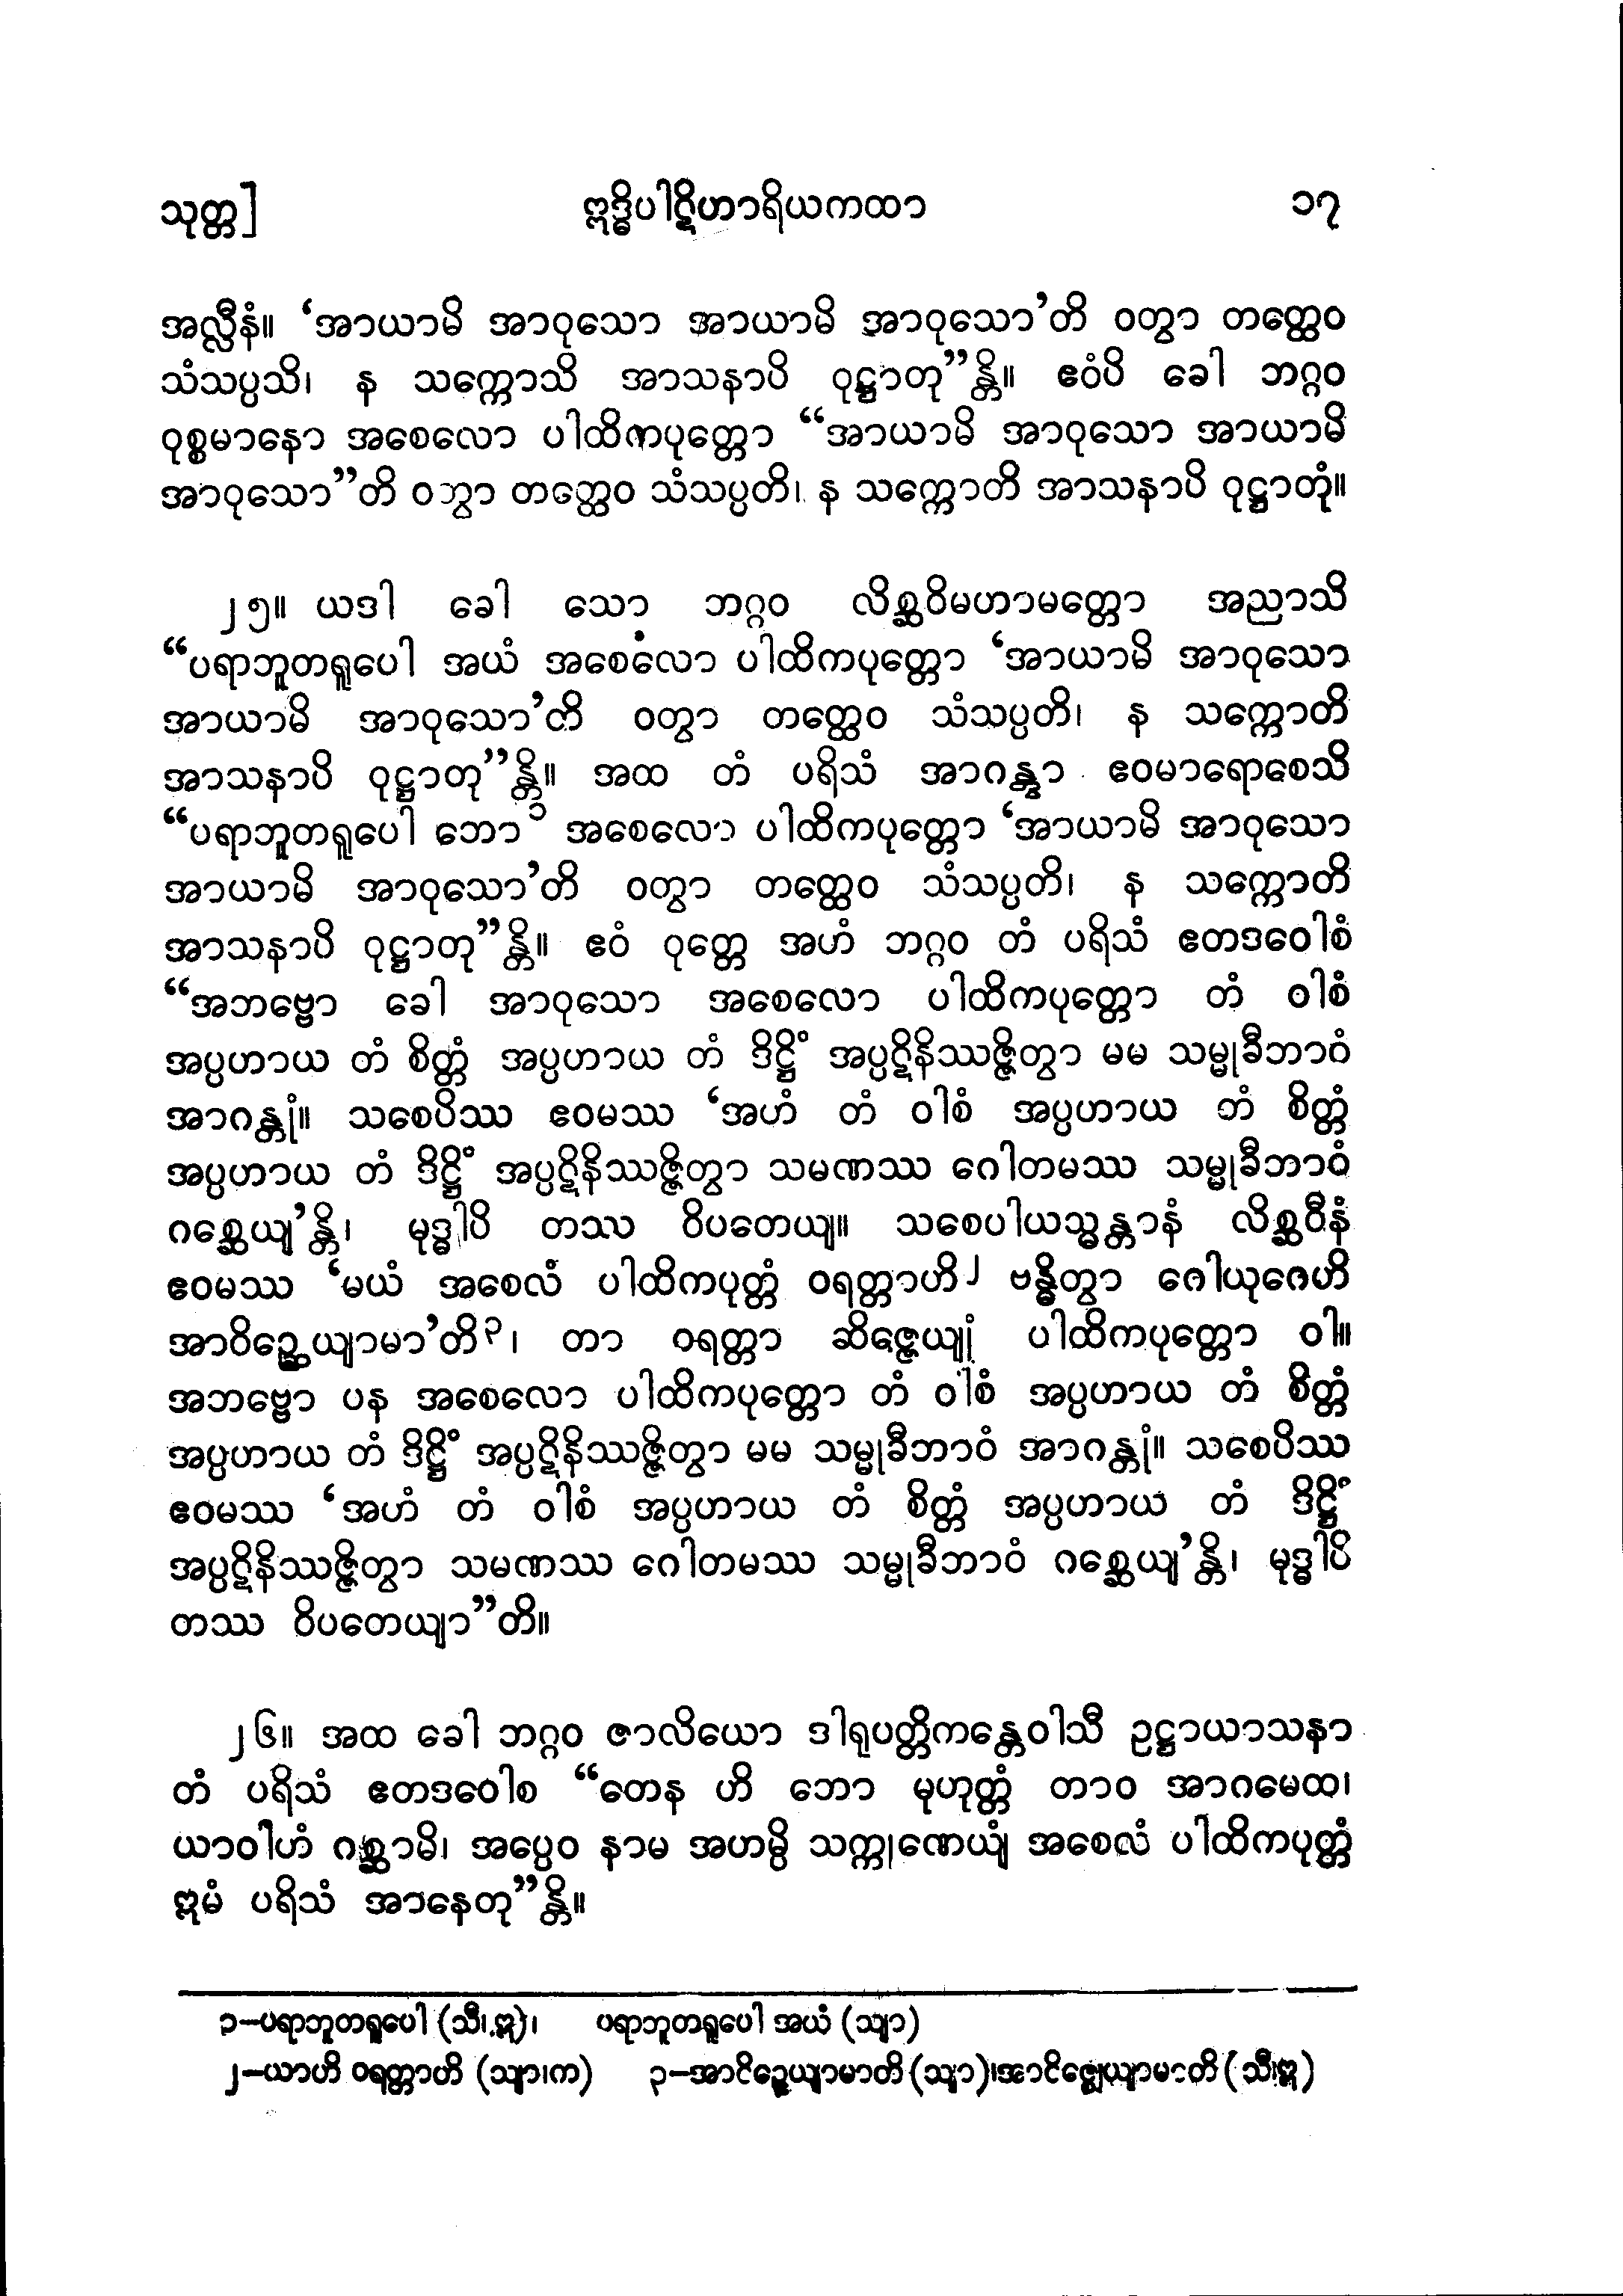 သုတ္တ] ဣဒ္ဓိပါဋိဟာရိယကထာ ၁၇
အလ္လီနံ။ ‘အာယာမိ အာဝုသော အာယာမိ အာဝုသော’တိ ဝတွာ တတ္ထေဝ
သံသပ္ပသိ၊ န သက္ကောသိ အာသနာပိ ဝုဋ္ဌာတု”န္တိ။ ဧဝံပိ ခေါ ဘဂ္ဂဝ
ဝုစ္စမာနော အစေလော ပါထိကပုတ္တော “အာယာမိ အာဝုသော အာယာမိ
အာဝုသော”တိ ဝတွာ တတ္ထေဝ သံသပ္ပတိ၊ န သက္ကောတိ အာသနာပိ ဝုဋ္ဌာတုံ။
၂၅။ ယဒါ ခေါ သော ဘဂ္ဂဝ လိစ္ဆဝိမဟာမတ္တော အညာသိ
“ပရာဘူတရူပေါ အယံ အစေလော ပါထိကပုတ္တော ‘အာယာမိ အာဝုသော
အာယာမိ အာဝုသော’တိ ဝတွာ တတ္ထေဝ သံသပ္ပတိ၊ န သက္ကောတိ
အာသနာပိ ဝုဋ္ဌာတု”န္တိ။ အထ တံ ပရိသံ အာဂန္တွာ ဧဝမာရောစေသိ
“ပရာဘူတရူပေါ ဘော၁ အစေလော ပါထိကပုတ္တော ‘အာယာမိ အာဝုသော
အာယာမိ အာဝုသော’တိ ဝတွာ တတ္ထေဝ သံသပ္ပတိ၊ န သက္ကောတိ
အာသနာပိ ဝုဋ္ဌာတု”န္တိ။ ဧဝံ ဝုတ္တေ အဟံ ဘဂ္ဂဝ တံ ပရိသံ ဧတဒဝေါစံ
“အဘဗ္ဗော ခေါ အာဝုသော အစေလော ပါထိကပုတ္တော တံ ဝါစံ
အပ္ပဟာယ တံ စိတ္တံ အပ္ပဟာယ တံ ဒိဋ္ဌိံ အပ္ပဋိနိဿဇ္ဇိတွာ မမ သမ္မုခီဘာဝံ
အာဂန္တုံ။ သစေပိဿ ဧဝမဿ ‘အဟံ တံ ဝါစံ အပ္ပဟာယ တံ စိတ္တံ
အပ္ပဟာယ တံ ဒိဋ္ဌိံ အပ္ပဋိနိဿဇ္ဇိတွာ သမဏဿ ဂေါတမဿ သမ္မုခီဘာဝံ
ဂစ္ဆေယျ’န္တိ၊ မုဒ္ဓါပိ တဿ ဝိပတေယျ။ သစေပါယသ္မန္တာနံ လိစ္ဆဝီနံ
ဧဝမဿ ‘မယံ အစေလံ ပါထိကပုတ္တံ ဝရတ္တာဟိ၂ ဗန္ဓိတွာ ဂေါယုဂေဟိ
အာဝိဉ္ဆေယျာမာ’တိ၃၊ တာ ဝရတ္တာ ဆိဇ္ဇေယျုံ ပါထိကပုတ္တော ဝါ။
အဘဗ္ဗော ပန အစေလော ပါထိကပုတ္တော တံ ဝါစံ အပ္ပဟာယ တံ စိတ္တံ
အပ္ပဟာယ တံ ဒိဋ္ဌိံ အပ္ပဋိနိဿဇ္ဇိတွာ မမ သမ္မုခီဘာဝံ အာဂန္တုံ။ သစေပိဿ
ဧဝမဿ ‘အဟံ တံ ဝါစံ အပ္ပဟာယ တံ စိတ္တံ အပ္ပဟာယ တံ ဒိဋ္ဌိံ
အပ္ပဋိနိဿဇ္ဇိတွာ သမဏဿ ဂေါတမဿ သမ္မုခီဘာဝံ ဂစ္ဆေယျ’န္တိ၊ မုဒ္ဓါပိ
တဿ ဝိပတေယျာ”တိ။
၂၆။ အထ ခေါ ဘဂ္ဂဝ ဇာလိယော ဒါရုပတ္တိကန္တေဝါသီ ဥဋ္ဌာယာသနာ
တံ ပရိသံ ဧတဒဝေါစ “တေန ဟိ ဘော မုဟုတ္တံ တာဝ အာဂမေထ၊
ယာဝါဟံ ဂစ္ဆာမိ၊ အပ္ပေဝ နာမ အဟမ္ပိ သက္ကုဏေယျံ အစေလံ ပါထိကပုတ္တံ
ဣမံ ပရိသံ အာနေတု”န္တိ။
၁–ပရာဘူတရူပေါ (သီ၊ ဣ)၊ ပရာဘူတရူပေါ အယံ (သျာ)
၂–ယာဟိ ဝရတ္တာဟိ (သျာ၊က) ၃–အာဝိဉ္ဇေယျာမာတိ (သျာ)၊အာဝိဇ္ဈေယျာမာတိ (သီ၊ဣ)